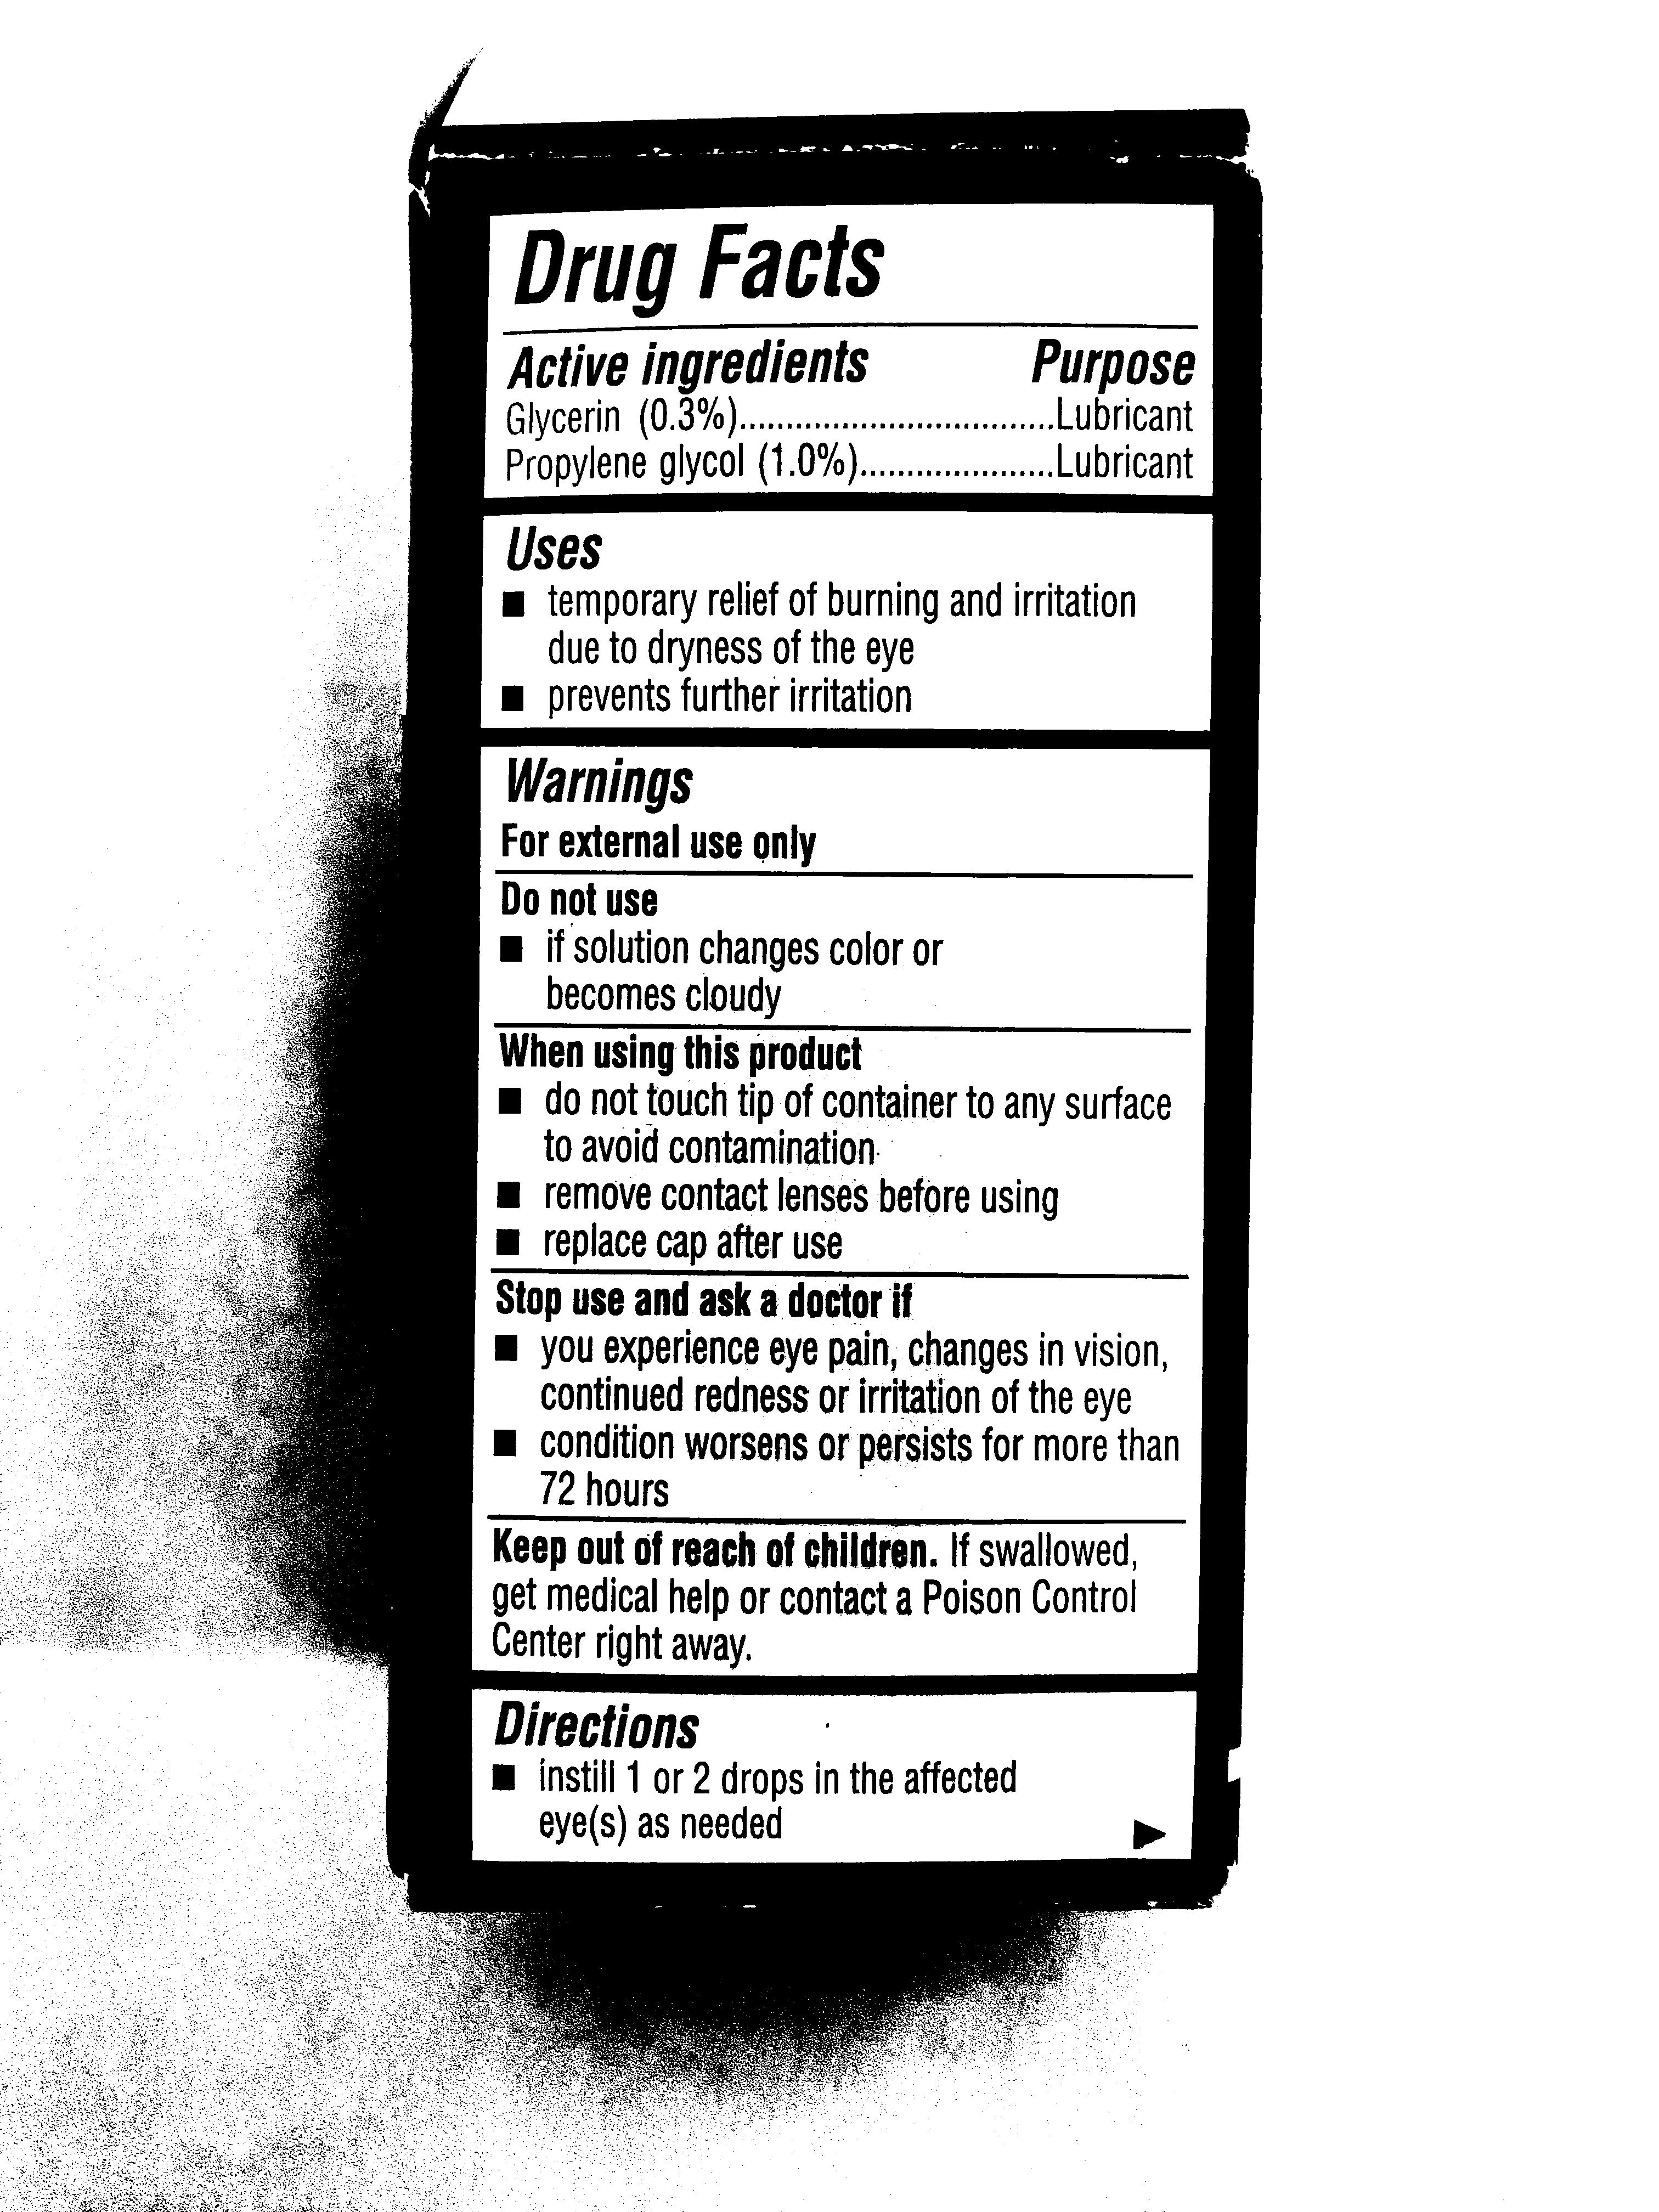 Drug Facts
Active ingredients Purpose
Glycerin (0.3%)..................................Lubricant
Propylene glycol (1.0%).....................Lubricant
Uses
■ temporary relief of burning and irritation
due to dryness of the eye
■ prevents further irritation
Warnings
For external use only
Do not use
■ if solution changes color or
becomes cloudy
When using this product
■ do not touch tip of container to any surface
to avoid contamination
■ remove contact lenses before using
■ replace cap after use
Stop use and ask a doctor if
■ you experience eye pain, changes in vision,
continued redness or irritation of the eye
■ condition worsens or persists for more than
72 hours
Keep out of reach of children. If swallowed,
get medical help or contact a Poison Control
Center right away.
Directions
■ instill 1 or 2 drops in the affected
eye(s) as needed